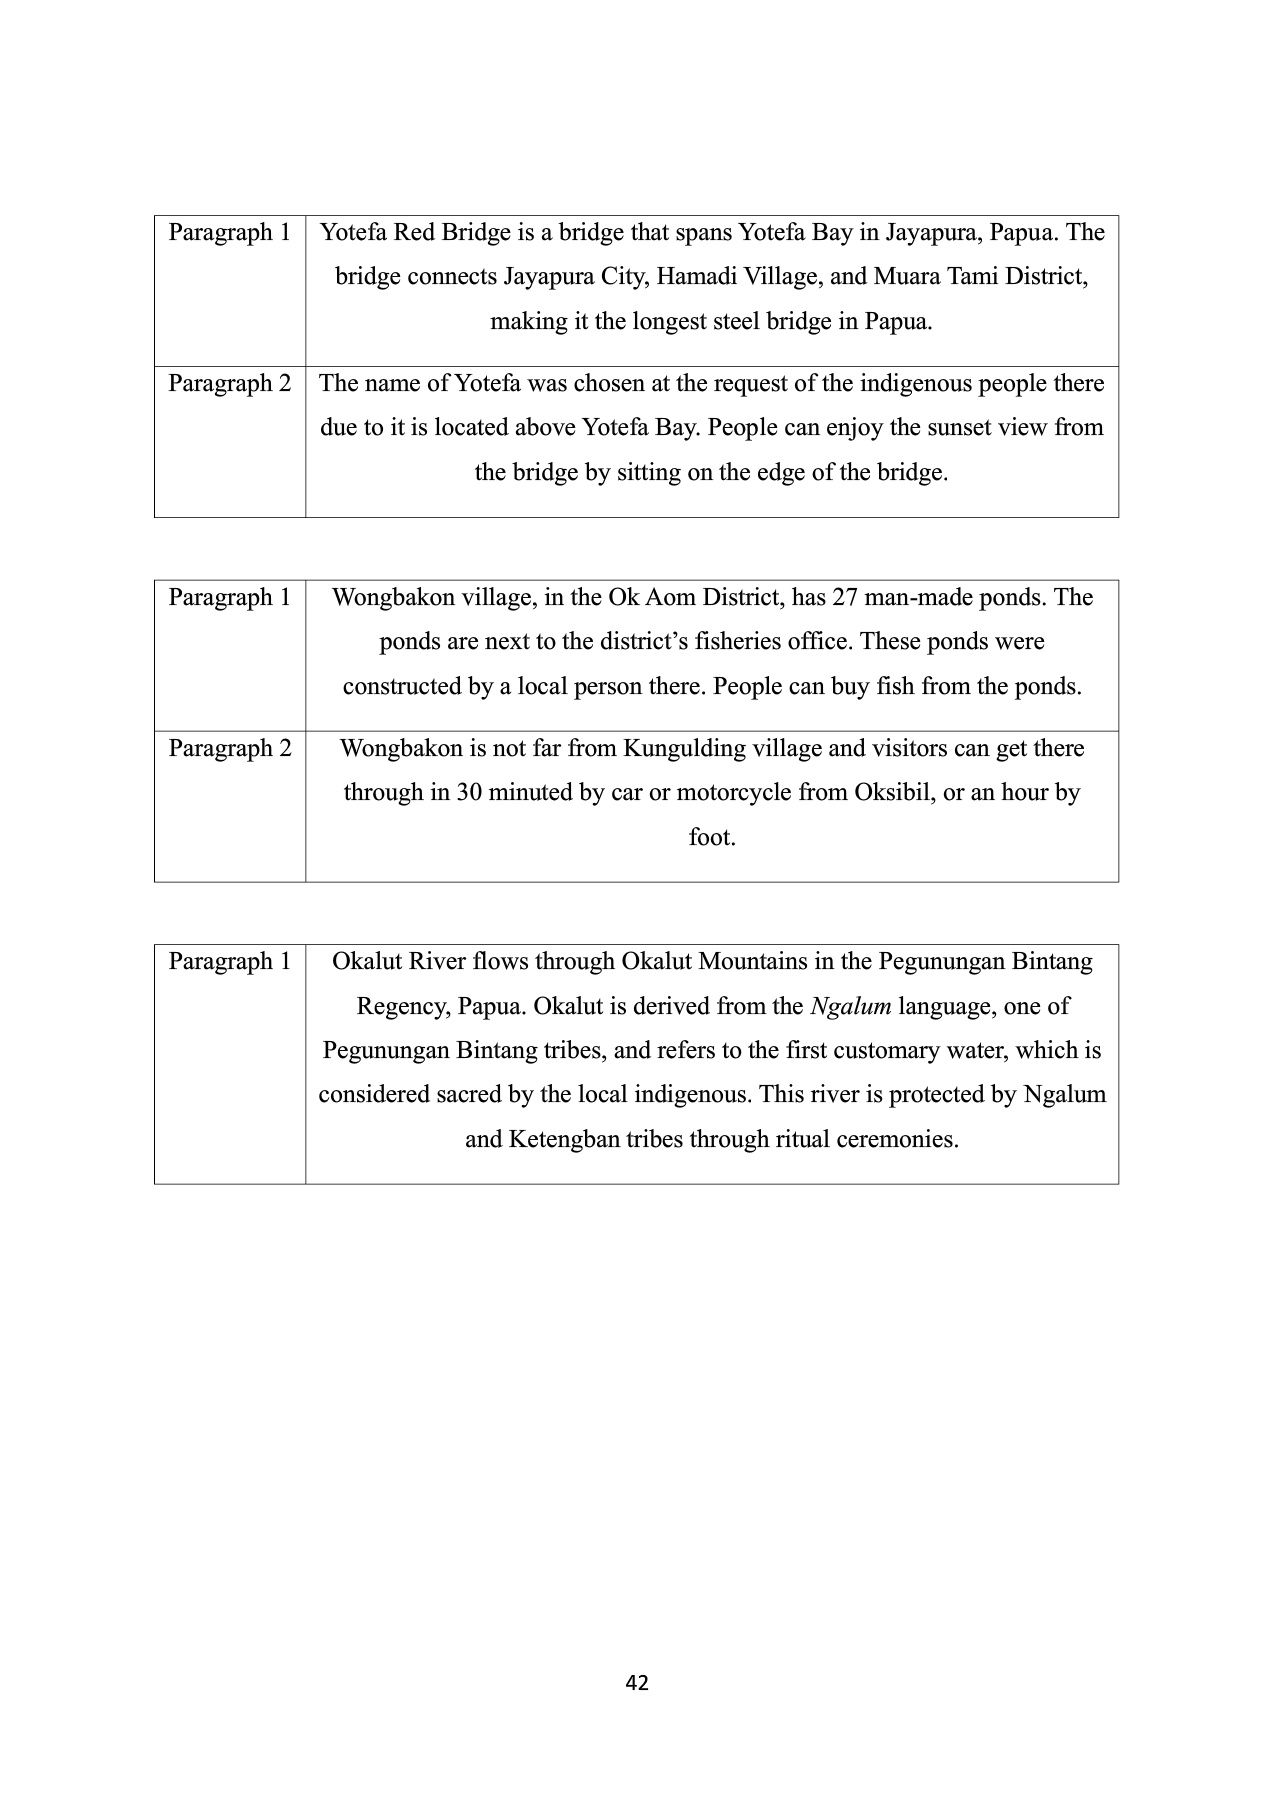 Paragraph 1
Yotefa Red Bridge is a bridge that spans Yotefa Bay in Jayapura, Papua. The
bridge connects Jayapura City, Hamadi Village, and Muara Tami District,
making it the longest steel bridge in Papua.
Paragraph 2
The name of Yotefa was chosen at the request of the indigenous people there
due to it is located above Yotefa Bay. People can enjoy the sunset view from
the bridge by sitting on the edge of the bridge.
Paragraph 1
Wongbakon village, in the Ok Aom District, has 27 man-made ponds. The
ponds are next to the district’s fisheries office. These ponds were
constructed by a local person there. People can buy fish from the ponds.
Paragraph 2
Wongbakon is not far from Kungulding village and visitors can get there
through in 30 minuted by car or motorcycle from Oksibil, or an hour by
foot.
Paragraph 1
Okalut River flows through Okalut Mountains in the Pegunungan Bintang
Regency, Papua. Okalut is derived from the Ngalum language, one of
Pegunungan Bintang tribes, and refers to the first customary water, which is
considered sacred by the local indigenous. This river is protected by Ngalum
and Ketengban tribes through ritual ceremonies.
42